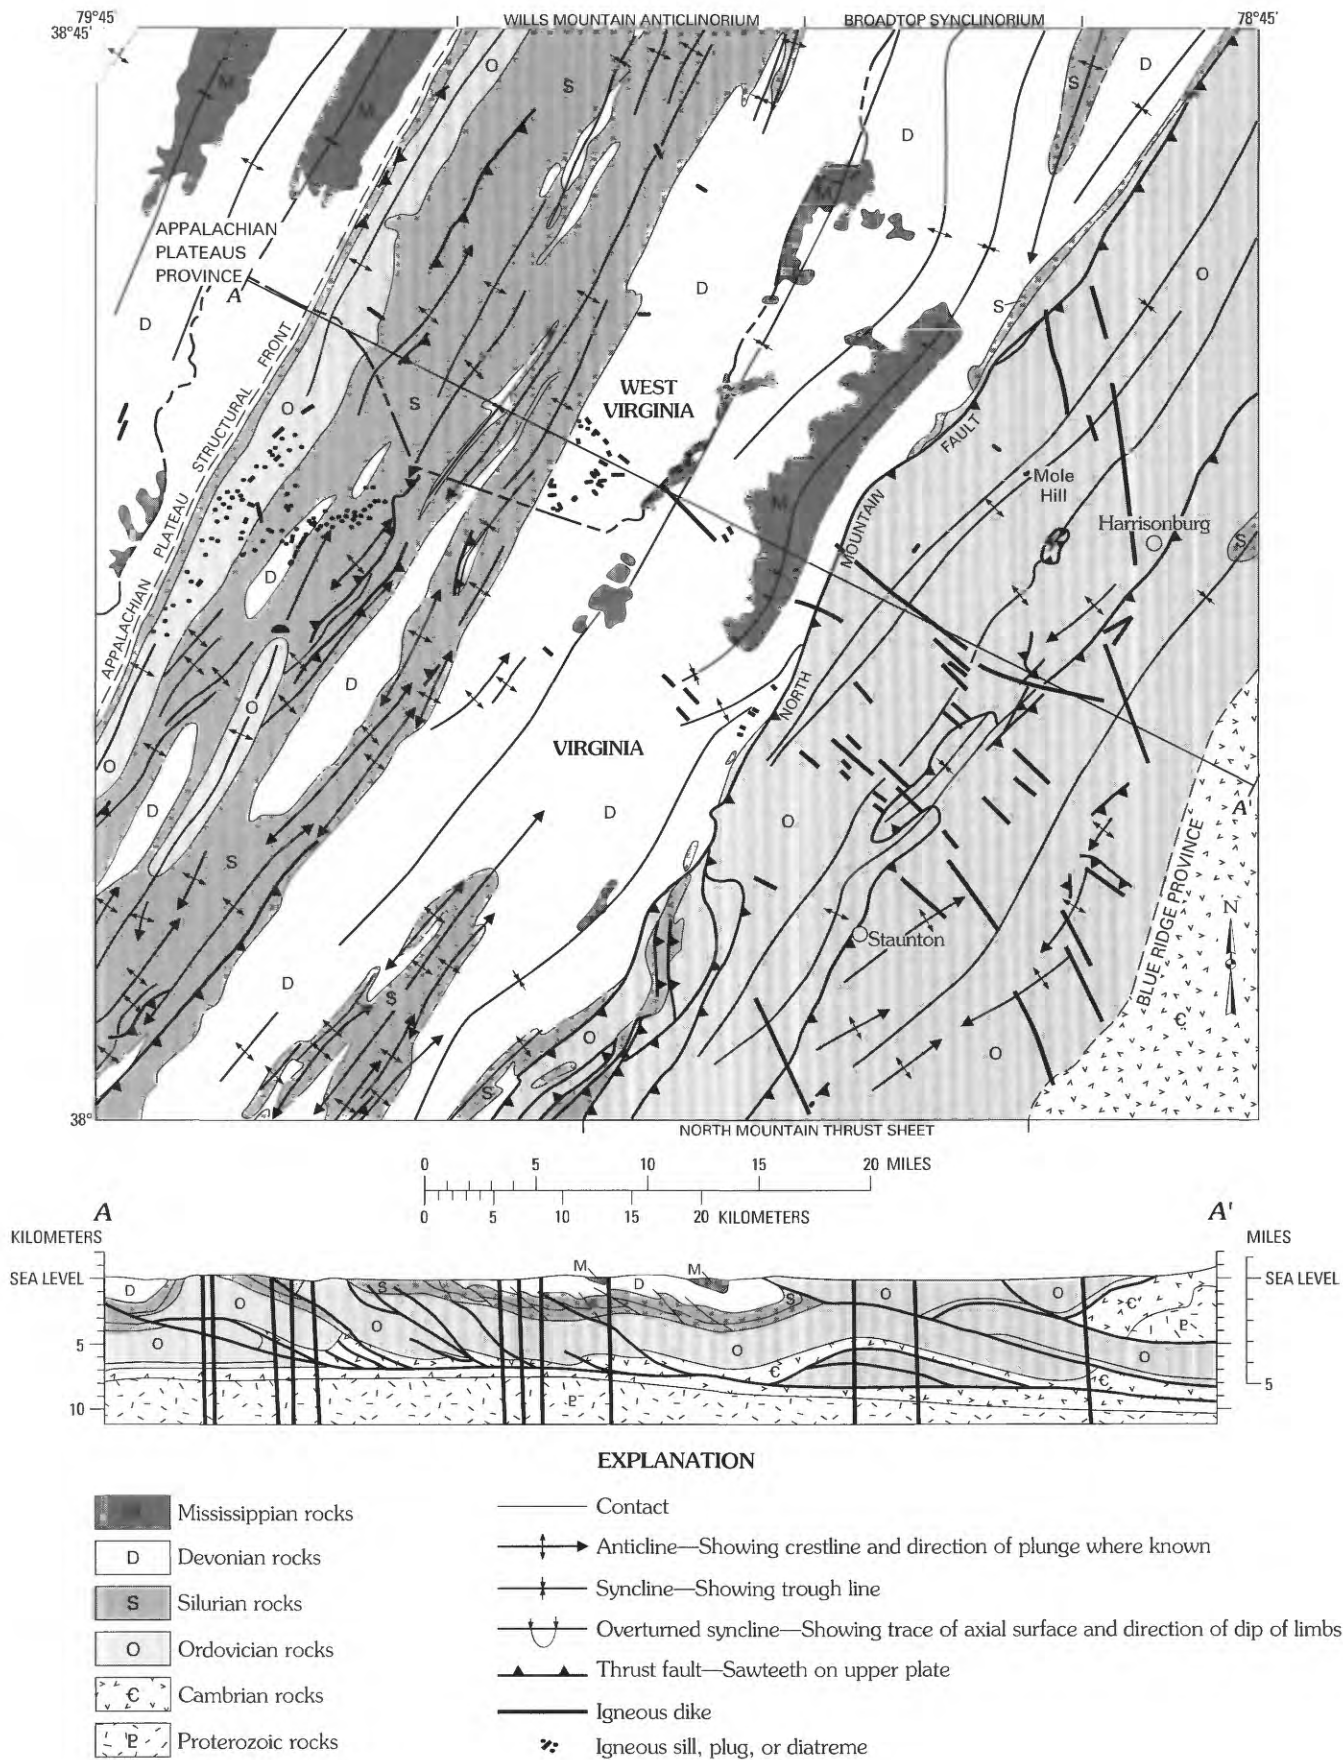 79°45'
WILLS MOUNTAIN ANTICLINORIUM
BROADTOP SYNCLINORIUM
78°45'
38°45'
M
M
O
S
D
S
D
M
O
APPALACHIAN
PLATEAUS
PROVINCE
A
D
D
S
APPALACHIAN PLATEAU STRUCTURAL FRONT
WEST
VIRGINIA
O
S
NORTH MOUNTAIN FAULT
Mole
Hill
Harrisonburg
M
S
D
D
O
VIRGINIA
O
D
D
O
A'
S
BLUE RIDGE PROVINCE
N
Staunton
D
S
O
S
O
Є
38°
NORTH MOUNTAIN THRUST SHEET
0 5 10 15 20 MILES
0 5 10 15 20 KILOMETERS
A
A'
KILOMETERS
MILES
SEA LEVEL
M
D
M
SEA LEVEL
D
O
S
S
O
O
Є
P
5
O
O
O
O
Є
Є
5
10
P
EXPLANATION
Mississippian rocks
D Devonian rocks
S Silurian rocks
O Ordovician rocks
Є Cambrian rocks
P Proterozoic rocks
Contact
Anticline—Showing crestline and direction of plunge where known
Syncline—Showing trough line
Overturned syncline—Showing trace of axial surface and direction of dip of limbs
Thrust fault—Sawteeth on upper plate
Igneous dike
Igneous sill, plug, or diatreme